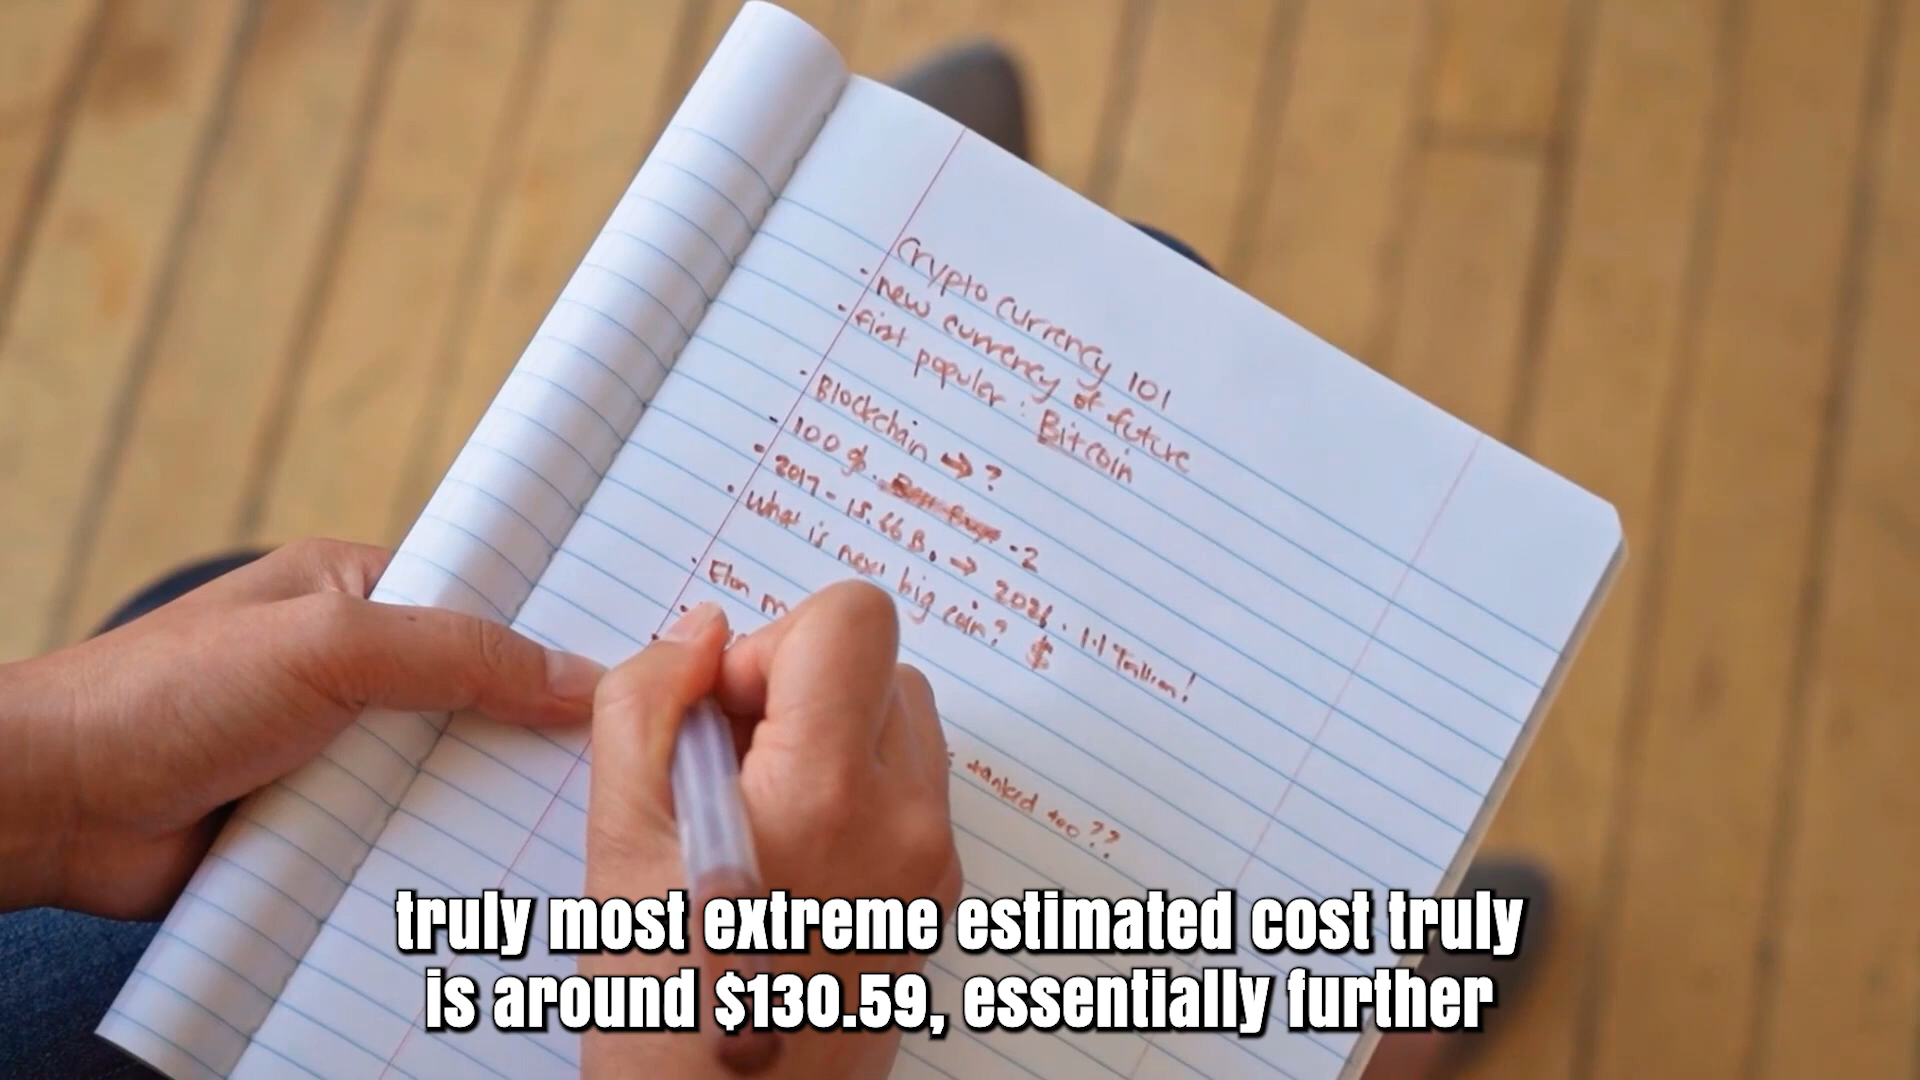 Crypto Currency 101
- new currency of future
- First popular : Bitcoin
- Blockchain → ?
- 100 $. - 2
- 2017 - 15.66 B. → 2021. 1.1 Trillion!
- What is next big coin? $
- Elon m
tanked too ??
truly most extreme estimated cost truly
is around $130.59, essentially further